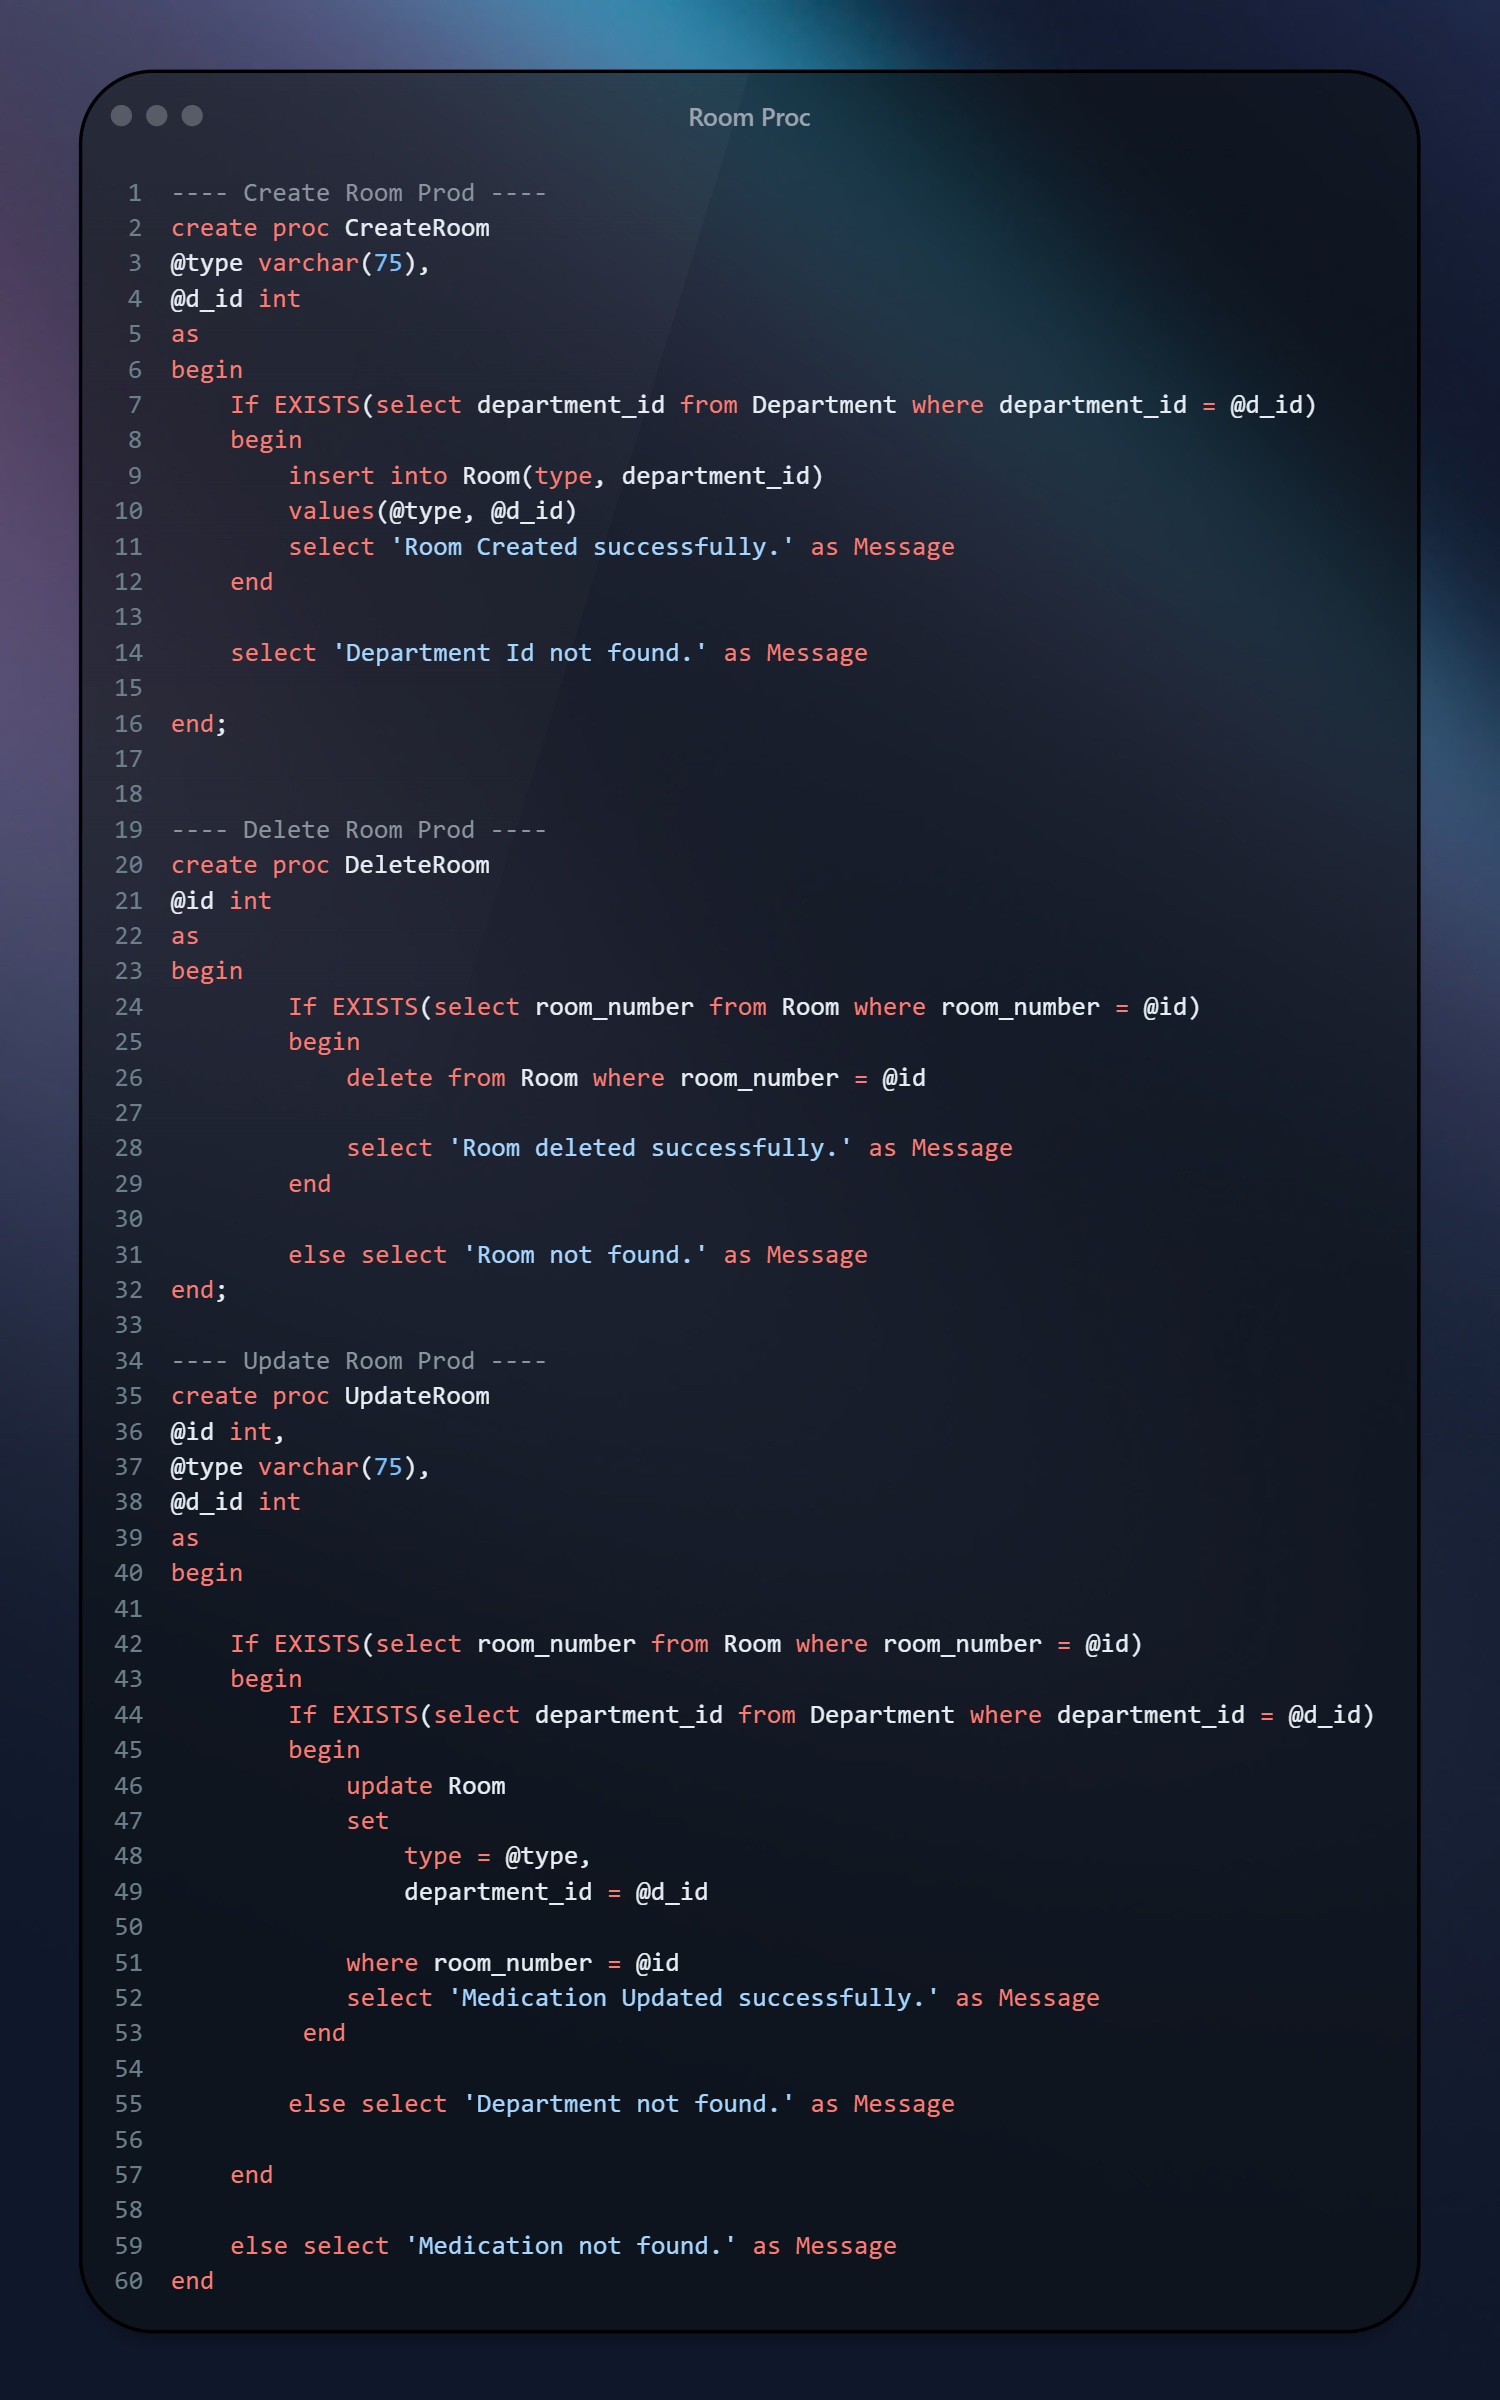 Room Proc
1 ---- Create Room Prod ----
2 create proc CreateRoom
3 @type varchar(75),
4 @d_id int
5 as
6 begin
7     If EXISTS(select department_id from Department where department_id = @d_id)
8     begin
9         insert into Room(type, department_id)
10         values(@type, @d_id)
11         select 'Room Created successfully.' as Message
12     end
13
14     select 'Department Id not found.' as Message
15
16 end;
17
18
19 ---- Delete Room Prod ----
20 create proc DeleteRoom
21 @id int
22 as
23 begin
24         If EXISTS(select room_number from Room where room_number = @id)
25         begin
26             delete from Room where room_number = @id
27
28             select 'Room deleted successfully.' as Message
29         end
30
31         else select 'Room not found.' as Message
32 end;
33
34 ---- Update Room Prod ----
35 create proc UpdateRoom
36 @id int,
37 @type varchar(75),
38 @d_id int
39 as
40 begin
41
42     If EXISTS(select room_number from Room where room_number = @id)
43     begin
44         If EXISTS(select department_id from Department where department_id = @d_id)
45         begin
46             update Room
47             set
48                 type = @type,
49                 department_id = @d_id
50
51             where room_number = @id
52             select 'Medication Updated successfully.' as Message
53          end
54
55         else select 'Department not found.' as Message
56
57     end
58
59     else select 'Medication not found.' as Message
60 end